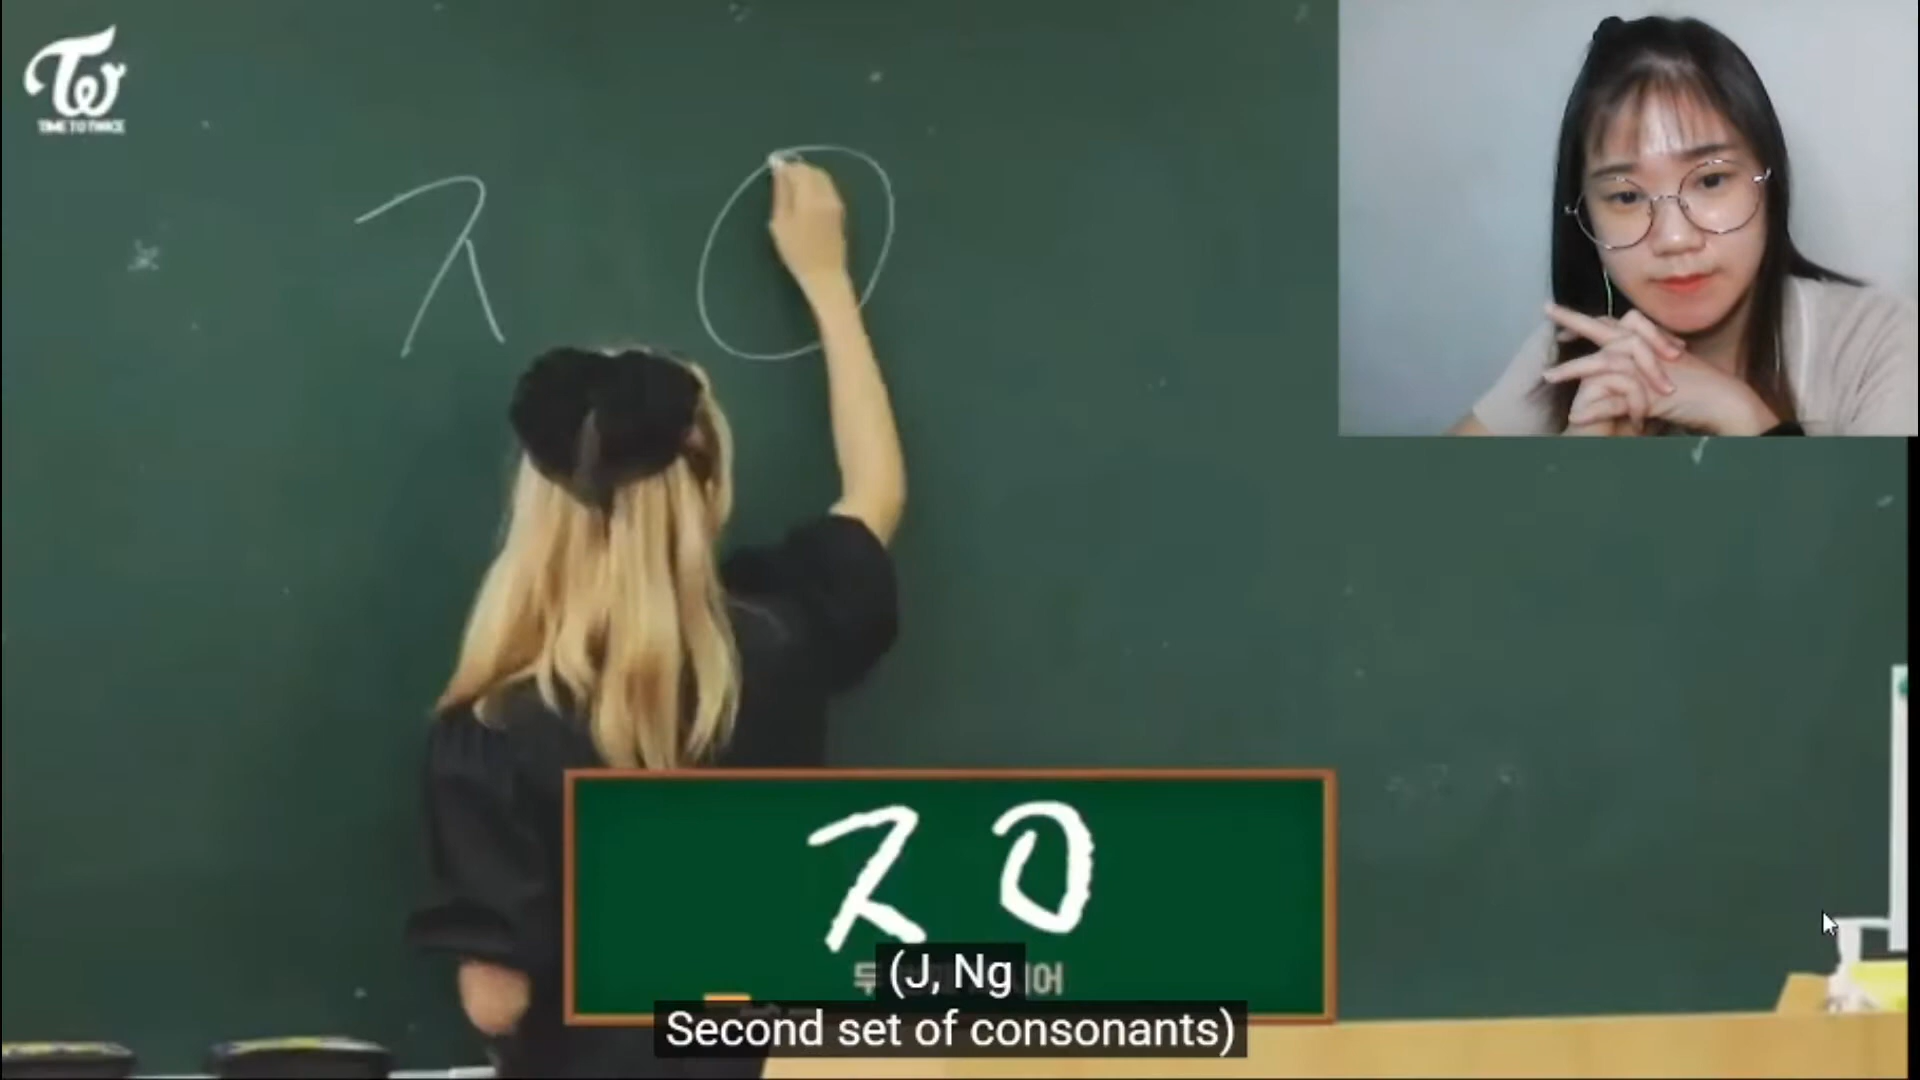 TW
TIME TO TWICE
ㅈ ㅇ
ㅈ ㅇ
(J, Ng
Second set of consonants)